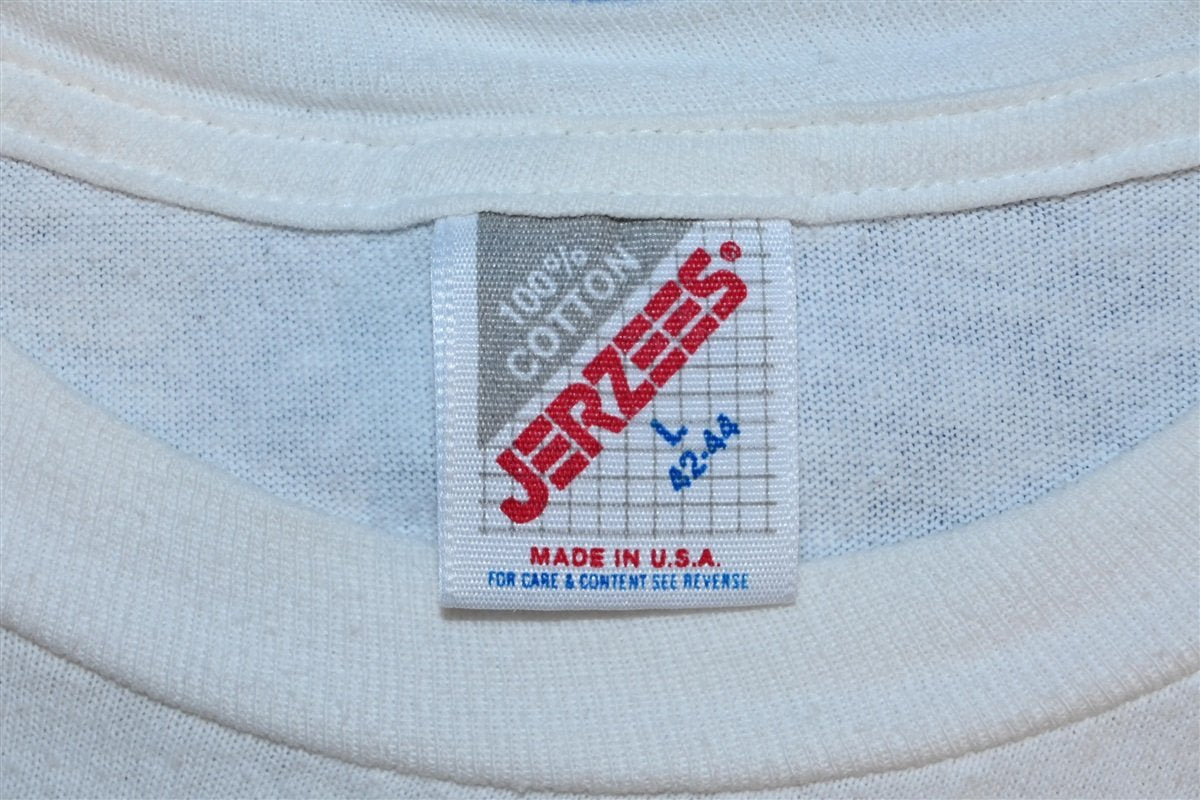 100%
COTTON
JERZEES®
L
42-44
MADE IN U.S.A.
FOR CARE & CONTENT SEE REVERSE